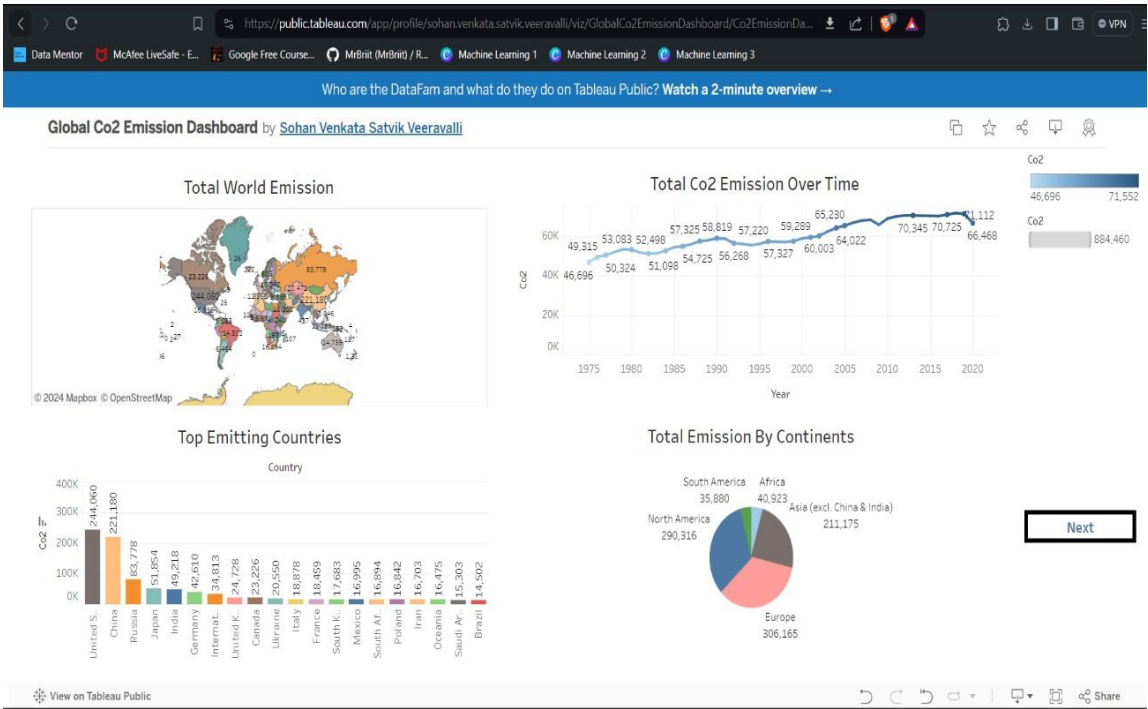 https://public.tableau.com/app/profile/sohan.venkata.satvik.veeravalli/viz/GlobalCo2EmissionDashboard/Co2EmissionDa...
VPN
Data Mentor
McAfee LiveSafe - E...
Google Free Course...
MrBriit (MrBriit) / R...
Machine Learning 1
Machine Learning 2
Machine Learning 3
Who are the DataFam and what do they do on Tableau Public? Watch a 2-minute overview →
Global Co2 Emission Dashboard by Sohan Venkata Satvik Veeravalli
Total World Emission
23,226
244,060
25
83,778
221,180
14,502
© 2024 Mapbox © OpenStreetMap
Total Co2 Emission Over Time
Co2
60K
40K
20K
0K
46,696
49,315
50,324
53,083
52,498
51,098
57,325
54,725
58,819
56,268
57,220
57,327
59,289
60,003
65,230
64,022
70,345
70,725
71,112
66,468
1975 1980 1985 1990 1995 2000 2005 2010 2015 2020
Year
Co2
46,696 71,552
Co2
884,460
Top Emitting Countries
Country
Co2
400K
300K
200K
100K
0K
244,060
221,180
83,778
51,854
49,218
42,610
34,813
24,728
23,226
20,550
18,878
18,459
17,683
16,995
16,894
16,842
16,703
16,475
15,303
14,502
United S..
China
Russia
Japan
India
Germany
Internat..
United K..
Canada
Ukraine
Italy
France
South K..
Mexico
South Af..
Poland
Iran
Oceania
Saudi Ar..
Brazil
Total Emission By Continents
South America
35,880
Africa
40,923
Asia (excl. China & India)
211,175
North America
290,316
Europe
306,165
Next
View on Tableau Public
Share